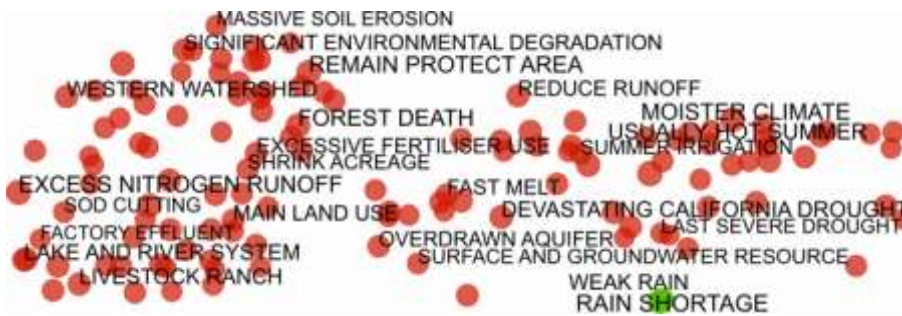 MASSIVE SOIL EROSION
SIGNIFICANT ENVIRONMENTAL DEGRADATION
REMAIN PROTECT AREA
WESTERN WATERSHED
REDUCE RUNOFF
FOREST DEATH
MOISTER CLIMATE
USUALLY HOT SUMMER
EXCESSIVE FERTILISER USE
SUMMER IRRIGATION
SHRINK ACREAGE
EXCESS NITROGEN RUNOFF
FAST MELT
SOD CUTTING
MAIN LAND USE
DEVASTATING CALIFORNIA DROUGHT
FACTORY EFFLUENT
LAST SEVERE DROUGHT
OVERDRAWN AQUIFER
LAKE AND RIVER SYSTEM
SURFACE AND GROUNDWATER RESOURCE
LIVESTOCK RANCH
WEAK RAIN
RAIN SHORTAGE